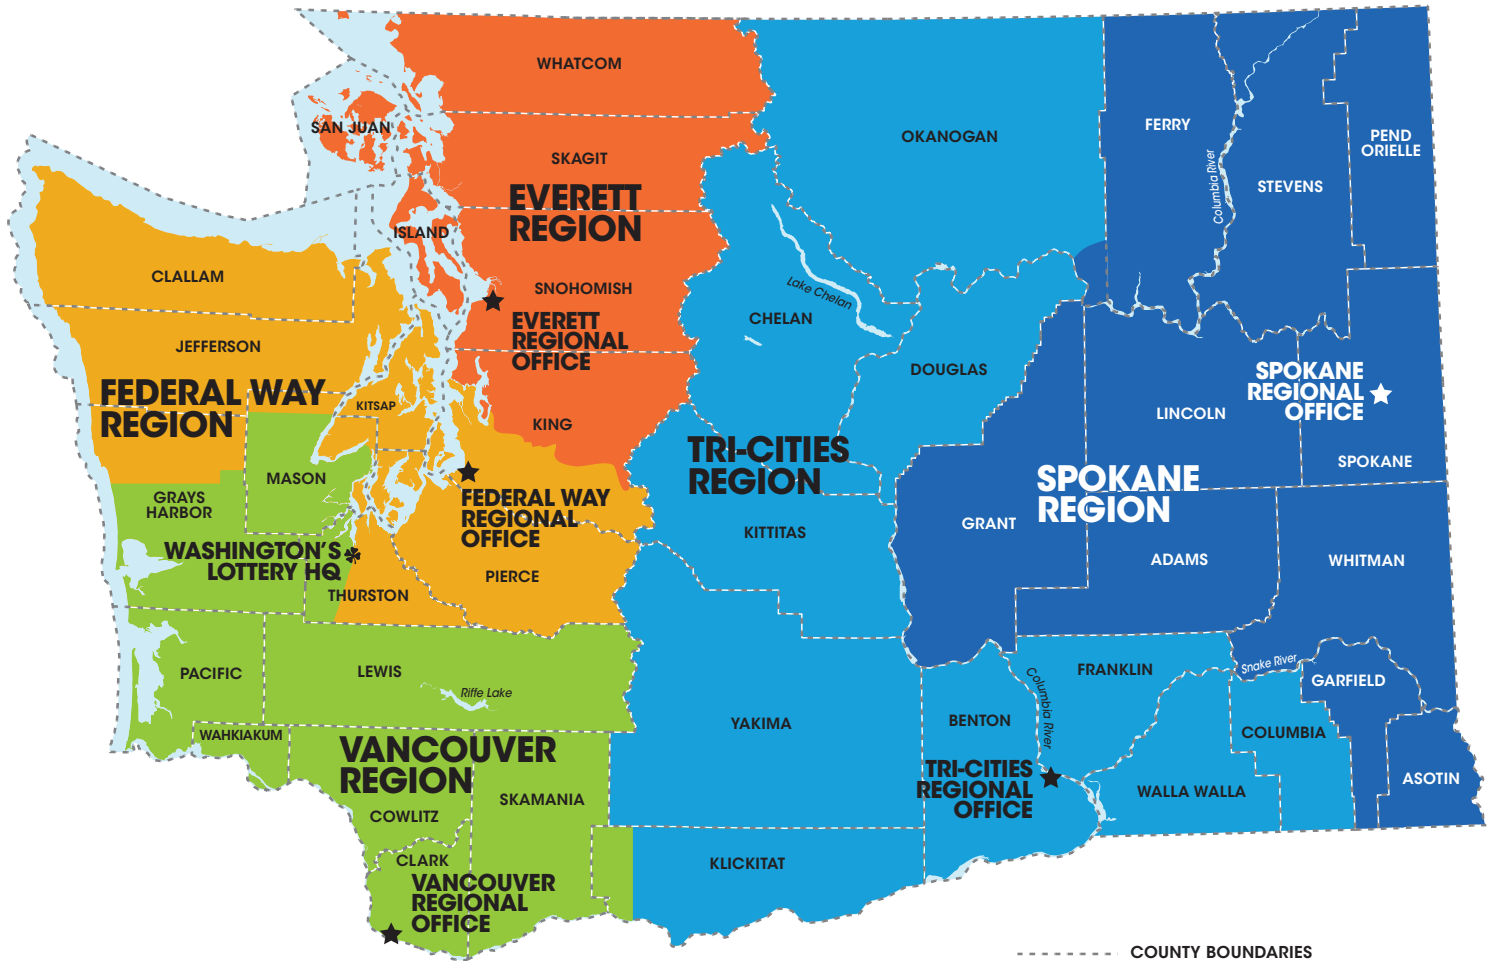 WHATCOM
SAN JUAN
SKAGIT
EVERETT
REGION
ISLAND
SNOHOMISH
EVERETT
REGIONAL
OFFICE
KING
CLALLAM
JEFFERSON
FEDERAL WAY
REGION
KITSAP
MASON
GRAYS
HARBOR
WASHINGTON'S
LOTTERY HQ
THURSTON
FEDERAL WAY
REGIONAL
OFFICE
PIERCE
PACIFIC
LEWIS
Riffe Lake
WAHKIAKUM
VANCOUVER
REGION
COWLITZ
SKAMANIA
CLARK
VANCOUVER
REGIONAL
OFFICE
OKANOGAN
Lake Chelan
CHELAN
DOUGLAS
TRI-CITIES
REGION
KITTITAS
YAKIMA
KLICKITAT
BENTON
Columbia River
FRANKLIN
TRI-CITIES
REGIONAL
OFFICE
WALLA WALLA
COLUMBIA
FERRY
Columbia River
STEVENS
PEND
ORIELLE
SPOKANE
REGIONAL
OFFICE
LINCOLN
SPOKANE
SPOKANE
REGION
GRANT
ADAMS
WHITMAN
Snake River
GARFIELD
ASOTIN
COUNTY BOUNDARIES